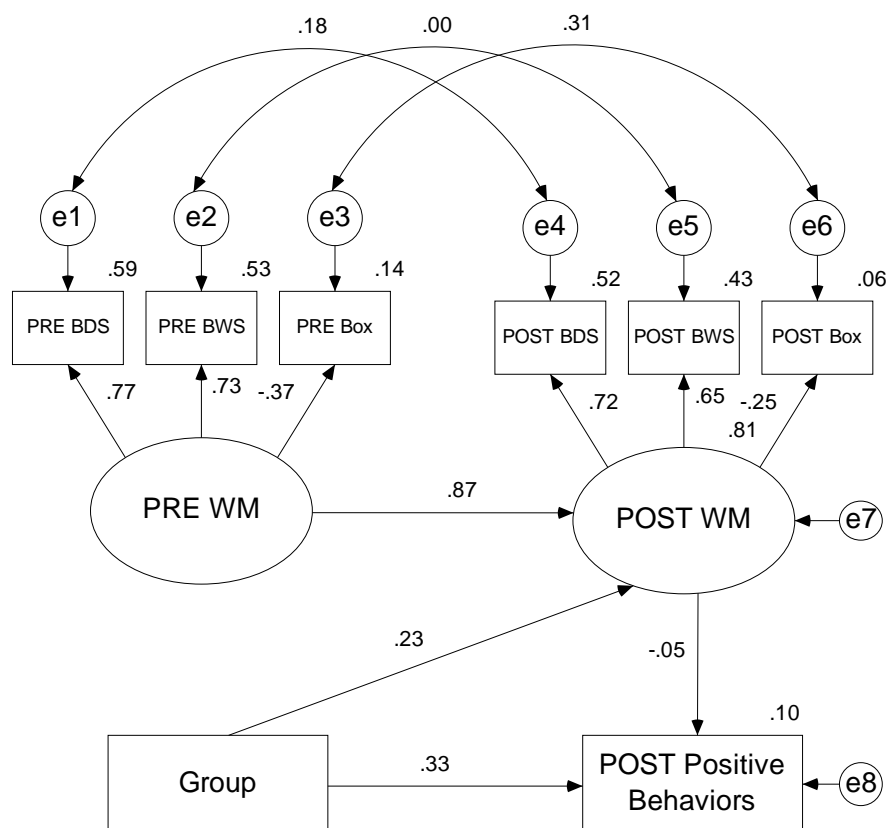 .18
.00
.31
e1
e2
e3
e4
e5
e6
.59
.53
.14
.52
.43
.06
PRE BDS
PRE BWS
PRE Box
POST BDS
POST BWS
POST Box
.77
.73
-.37
.72
.65
-.25
.81
PRE WM
.87
POST WM
e7
.23
-.05
.10
Group
.33
POST Positive
Behaviors
e8